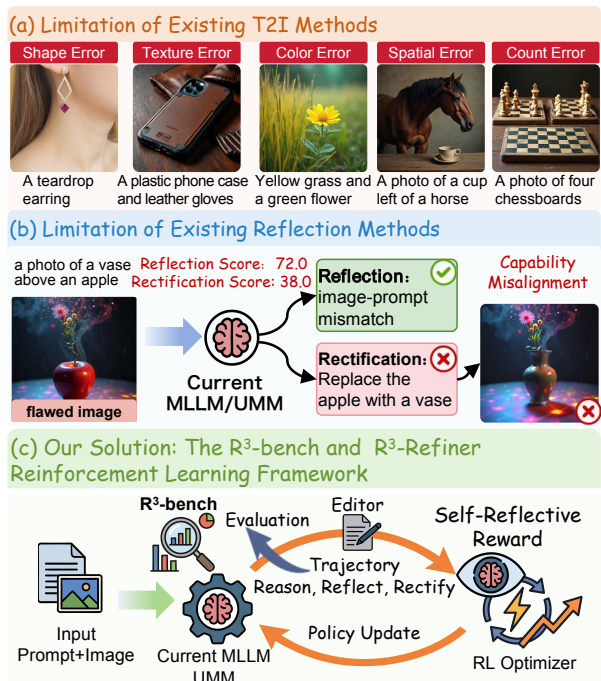 (a) Limitation of Existing T2I Methods
Shape Error
Texture Error
Color Error
Spatial Error
Count Error
A teardrop
earring
A plastic phone case
and leather gloves
Yellow grass and
a green flower
A photo of a cup
left of a horse
A photo of four
chessboards
(b) Limitation of Existing Reflection Methods
a photo of a vase
above an apple
flawed image
Reflection Score: 72.0
Rectification Score: 38.0
Current
MLLM/UMM
Reflection:
image-prompt
mismatch
Rectification:
Replace the
apple with a vase
Capability
Misalignment
(c) Our Solution: The R³-bench and R³-Refiner
Reinforcement Learning Framework
Input
Prompt+Image
R³-bench
Evaluation
Current MLLM
UMM
Editor
Trajectory
Reason, Reflect, Rectify
Policy Update
Self-Reflective
Reward
RL Optimizer